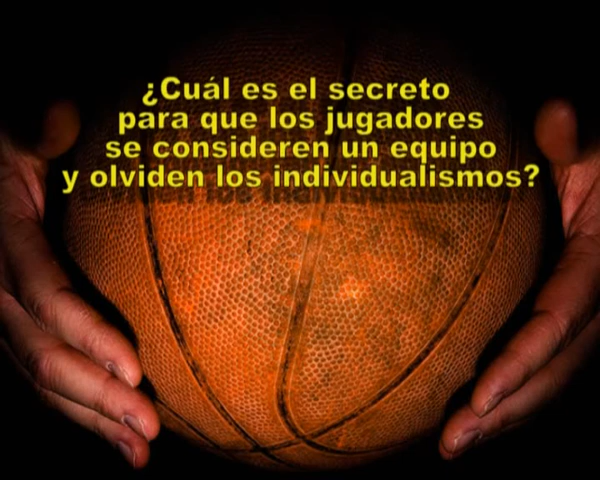 ¿Cuál es el secreto
para que los jugadores
se consideren un equipo
y olviden los individualismos?